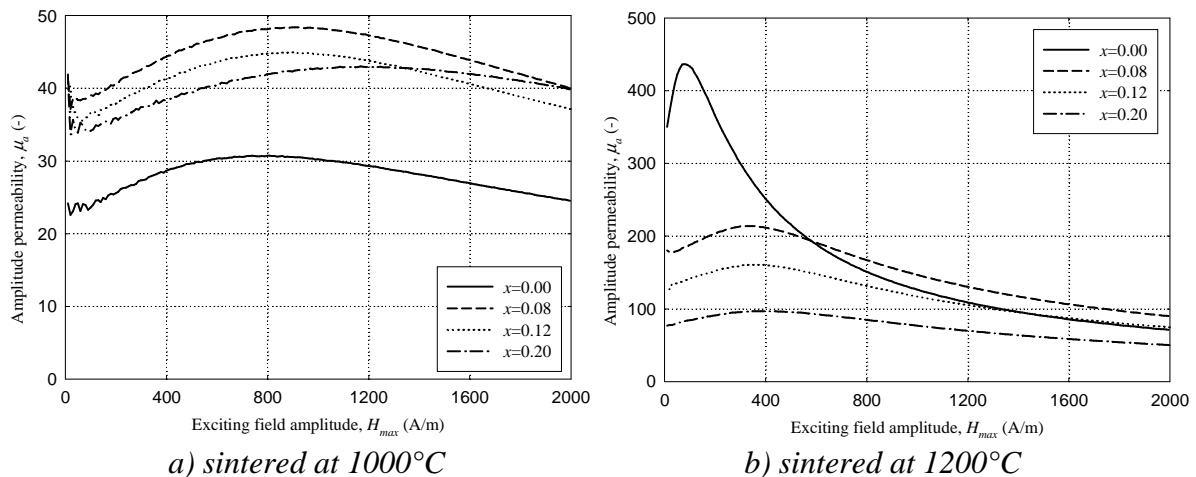 50
40
30
20
10
0
Amplitude permeability, μa (-)
x=0.00
x=0.08
x=0.12
x=0.20
0 400 800 1200 1600 2000
Exciting field amplitude, Hmax (A/m)
a) sintered at 1000°C
500
400
300
200
100
0
Amplitude permeability, μa (-)
x=0.00
x=0.08
x=0.12
x=0.20
0 400 800 1200 1600 2000
Exciting field amplitude, Hmax (A/m)
b) sintered at 1200°C